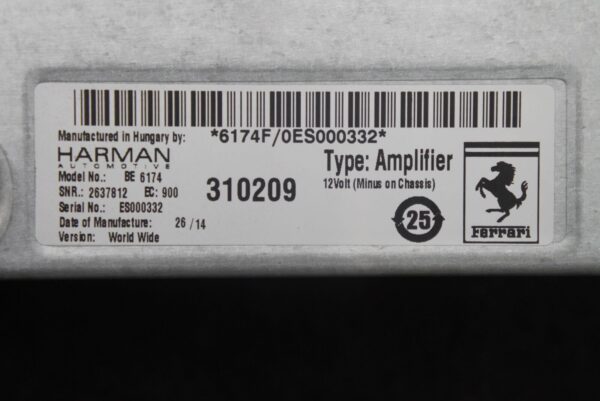 *6174F/0ES000332*
Manufactured in Hungary by:
HARMAN
AUTOMOTIVE
Model No.: BE 6174
SNR.: 2637812 EC: 900
Serial No.: ES000332
Date of Manufacture: 26/14
Version: World Wide
310209
Type: Amplifier
12Volt (Minus on Chassis)
25
Ferrari